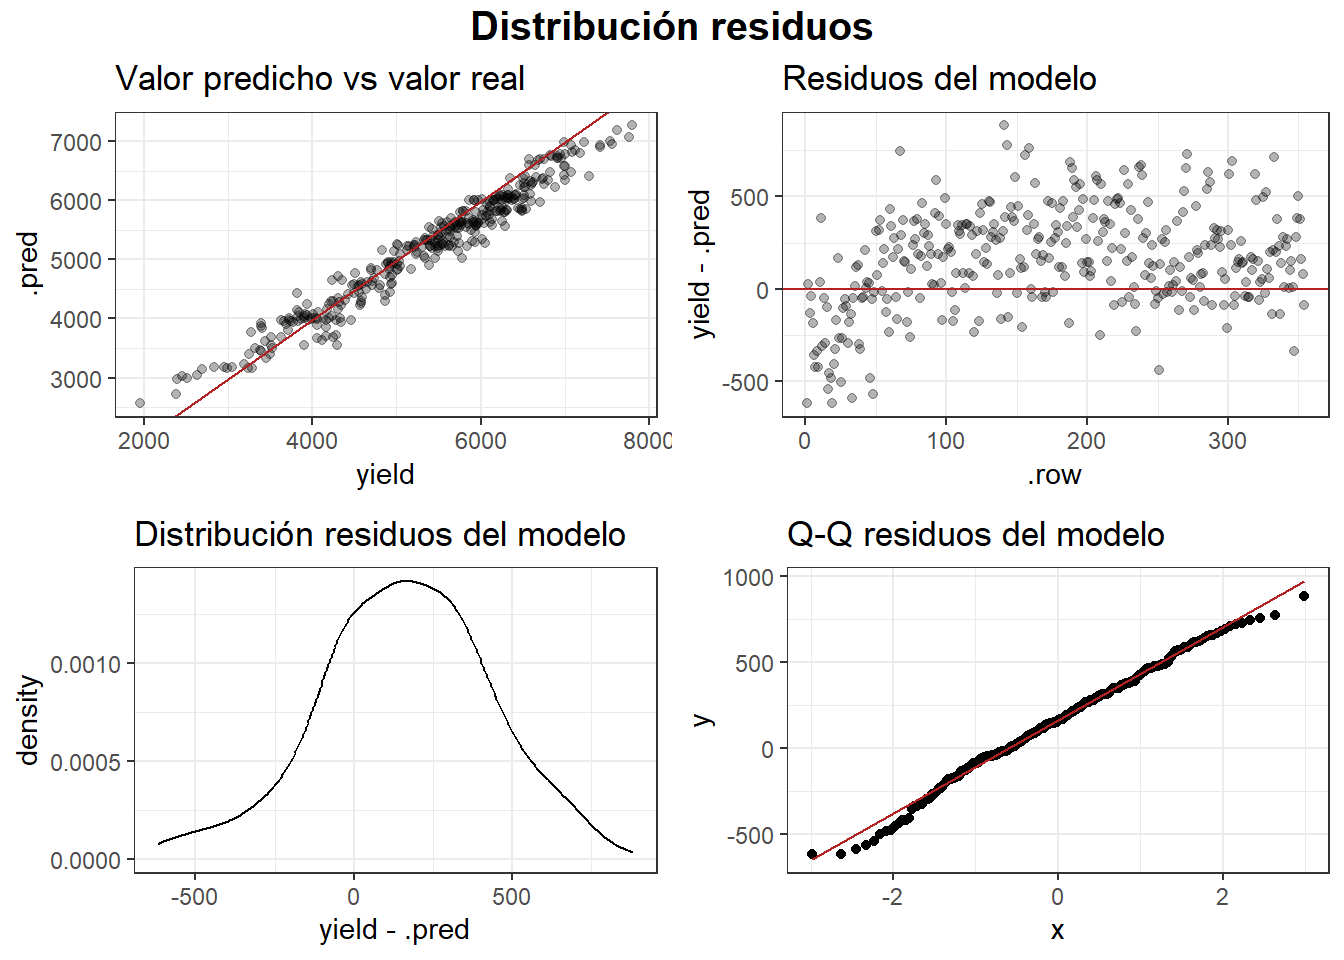 Distribución residuos
Valor predicho vs valor real
7000
6000
5000
4000
3000
.pred
2000 4000 6000 8000
yield
Residuos del modelo
500
0
-500
yield - .pred
0 100 200 300
.row
Distribución residuos del modelo
0.0010
0.0005
0.0000
density
-500 0 500
yield - .pred
Q-Q residuos del modelo
1000
500
0
-500
y
-2 0 2
x